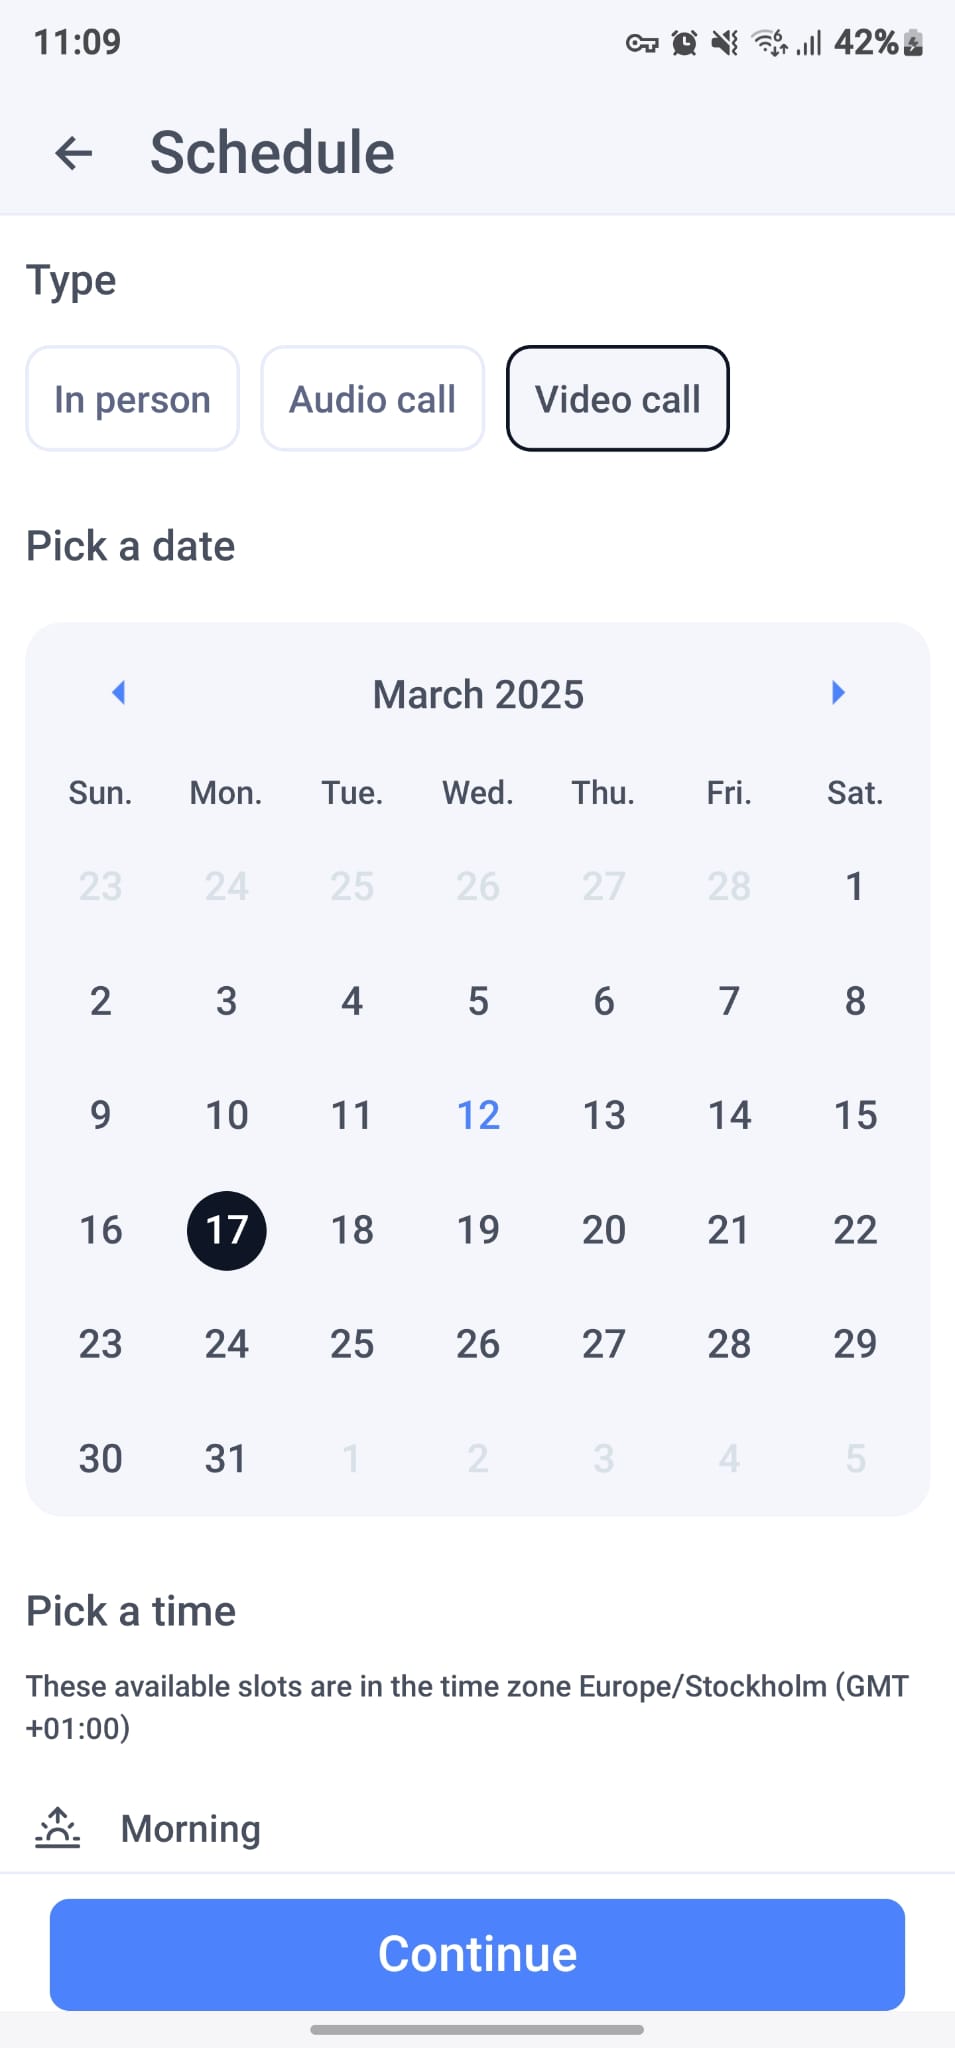 11:09
42%
Schedule
Type
In person Audio call Video call
Pick a date
March 2025
Sun. Mon. Tue. Wed. Thu. Fri. Sat.
23 24 25 26 27 28 1
2 3 4 5 6 7 8
9 10 11 12 13 14 15
16 17 18 19 20 21 22
23 24 25 26 27 28 29
30 31 1 2 3 4 5
Pick a time
These available slots are in the time zone Europe/Stockholm (GMT
+01:00)
Morning
Continue